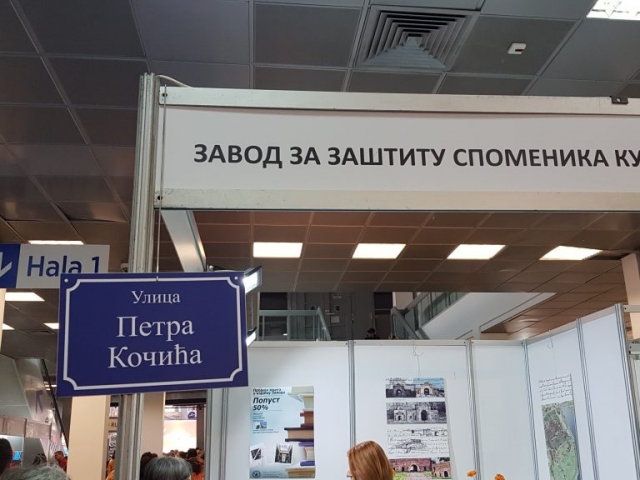 ЗАВОД ЗА ЗАШТИТУ СПОМЕНИКА КУ
Hala 1
Улица
Петра
Кочића
Попуст
50%